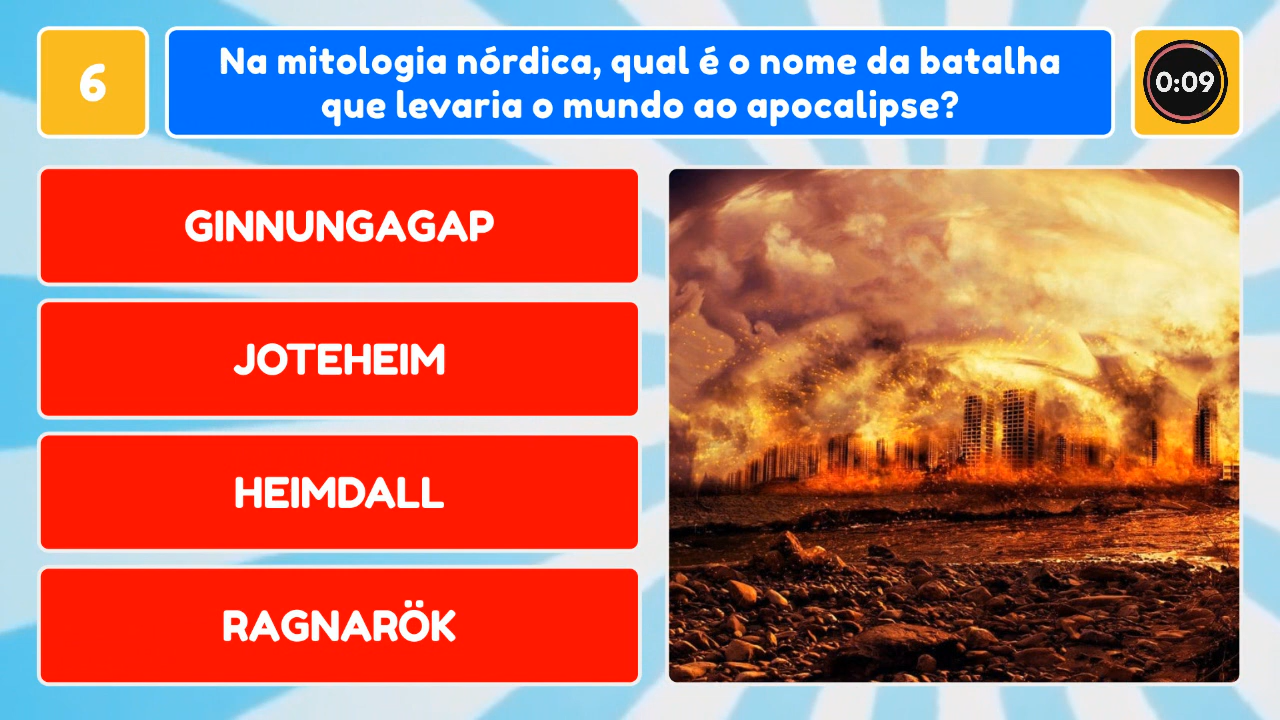 6
Na mitologia nórdica, qual é o nome da batalha
que levaria o mundo ao apocalipse?
0:09
GINNUNGAGAP
JOTEHEIM
HEIMDALL
RAGNARÖK